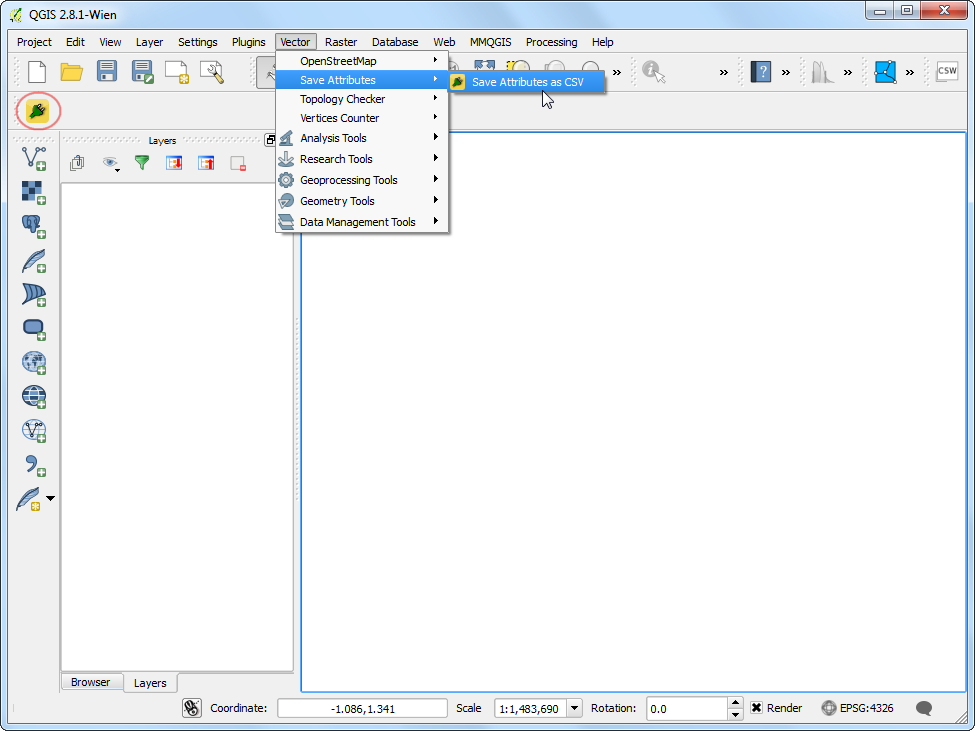 QGIS 2.8.1-Wien
Project Edit View Layer Settings Plugins Vector Raster Database Web MMQGIS Processing Help
OpenStreetMap
Save Attributes
Save Attributes as CSV
Topology Checker
Vertices Counter
Analysis Tools
Research Tools
Geoprocessing Tools
Geometry Tools
Data Management Tools
CSW
Layers
Browser Layers
Coordinate: -1.086,1.341 Scale 1:1,483,690 Rotation: 0.0 Render EPSG:4326